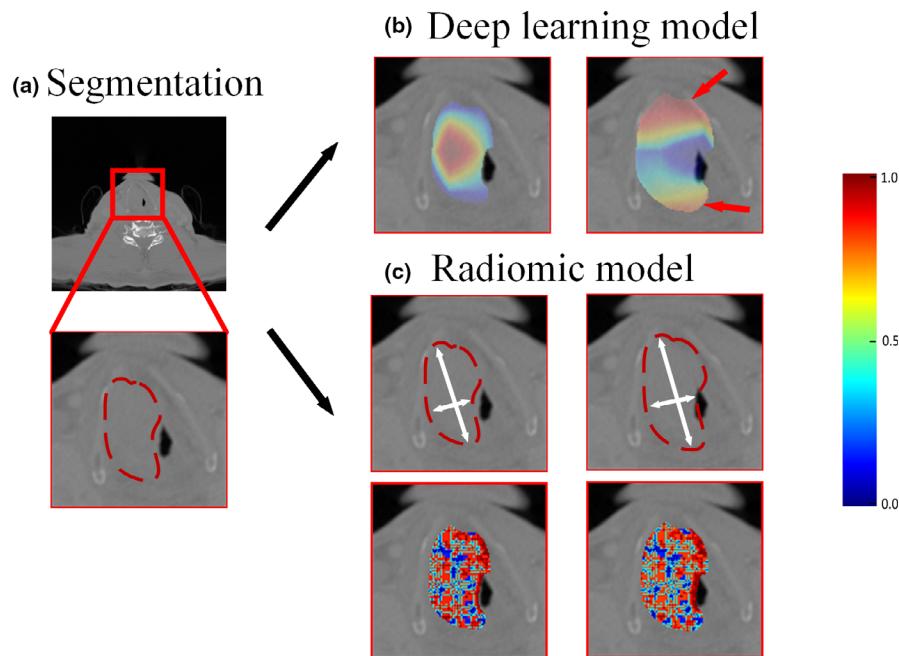 (a) Segmentation
(b) Deep learning model
(c) Radiomic model
1.0
0.5
0.0